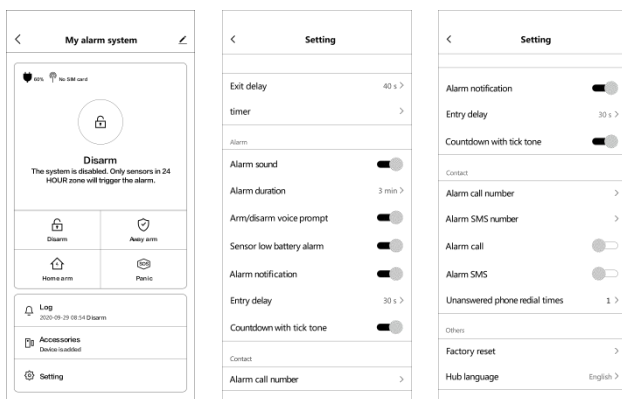 My alarm system
60% No SIM card
Disarm
The system is disabled. Only sensors in 24
HOUR zone will trigger the alarm.
Disarm
Away arm
Home arm
SOS
Panic
Log
2020-09-29 08:54 Disarm
Accessories
Device is added
Setting
Setting
Exit delay 40 s >
timer >
Alarm
Alarm sound
Alarm duration 3 min >
Arm/disarm voice prompt
Sensor low battery alarm
Alarm notification
Entry delay 30 s >
Countdown with tick tone
Contact
Alarm call number >
Setting
Alarm notification
Entry delay 30 s >
Countdown with tick tone
Contact
Alarm call number >
Alarm SMS number >
Alarm call
Alarm SMS
Unanswered phone redial times 1 >
Others
Factory reset >
Hub language English >